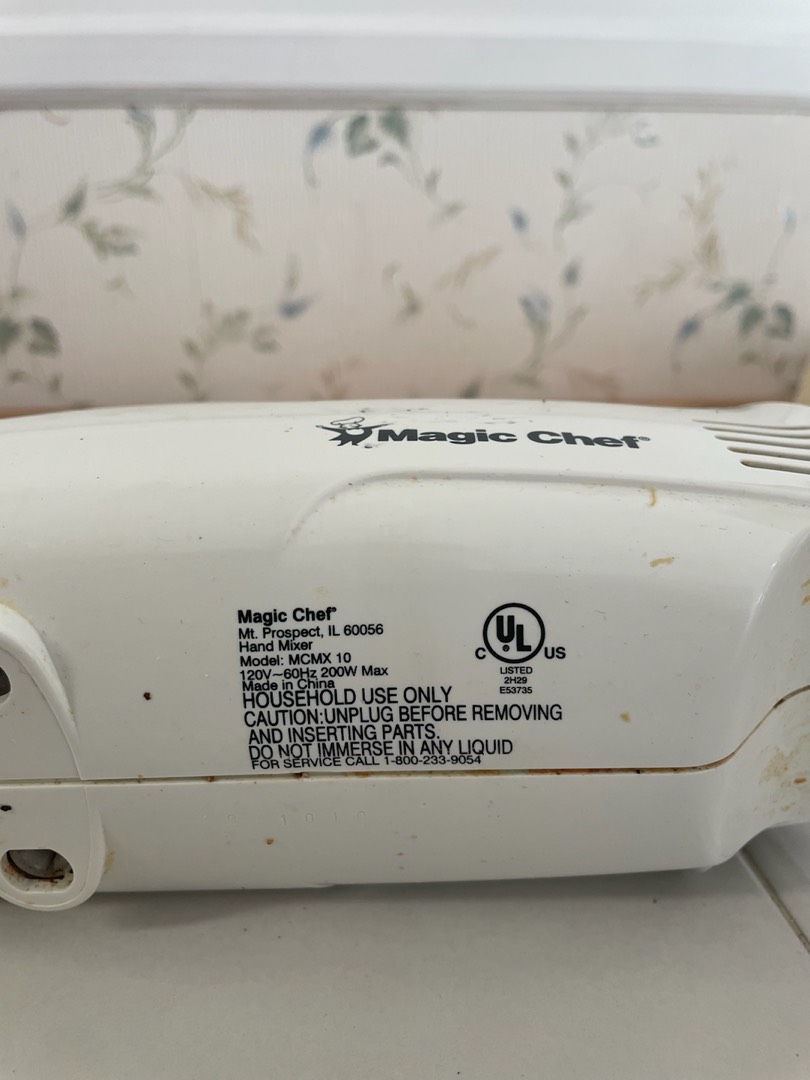 Magic Chef®
Magic Chef®
Mt. Prospect, IL 60056
Hand Mixer
Model: MCMX 10
120V~60Hz 200W Max
Made in China
HOUSEHOLD USE ONLY
CAUTION:UNPLUG BEFORE REMOVING
AND INSERTING PARTS.
DO NOT IMMERSE IN ANY LIQUID
FOR SERVICE CALL 1-800-233-9054
UL
C US
LISTED
2H29
E53735